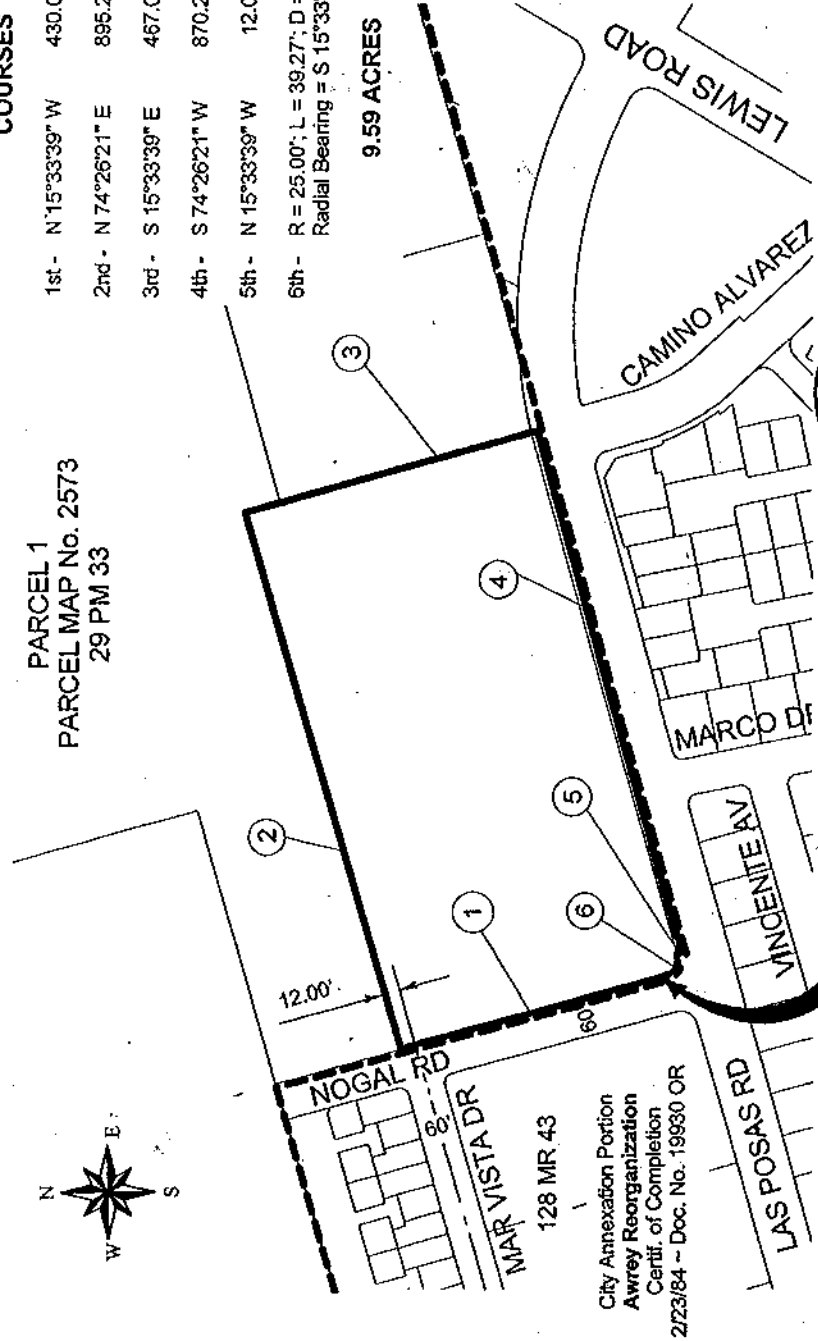 COURSES
1st - N 15°33'39" W 430.0
2nd - N 74°26'21" E 895.2
3rd - S 15°33'39" E 467.0
4th - S 74°26'21" W 870.2
5th - N 15°33'39" W 12.0
6th - R = 25.00'; L = 39.27'; D =
Radial Bearing = S 15°33'
9.59 ACRES
PARCEL 1
PARCEL MAP No. 2573
29 PM 33
N
E
S
W
LEWIS ROAD
CAMINO ALVAREZ
3
4
2
5
1
6
12.00'
60'
NOGAL RD
60'
MAR VISTA DR
128 MR 43
MARCO DR
VINCENTE AV
LAS POSAS RD
City Annexation Portion
Awrey Reorganization
Certif. of Completion
2/23/84 ~ Doc. No. 19930 OR